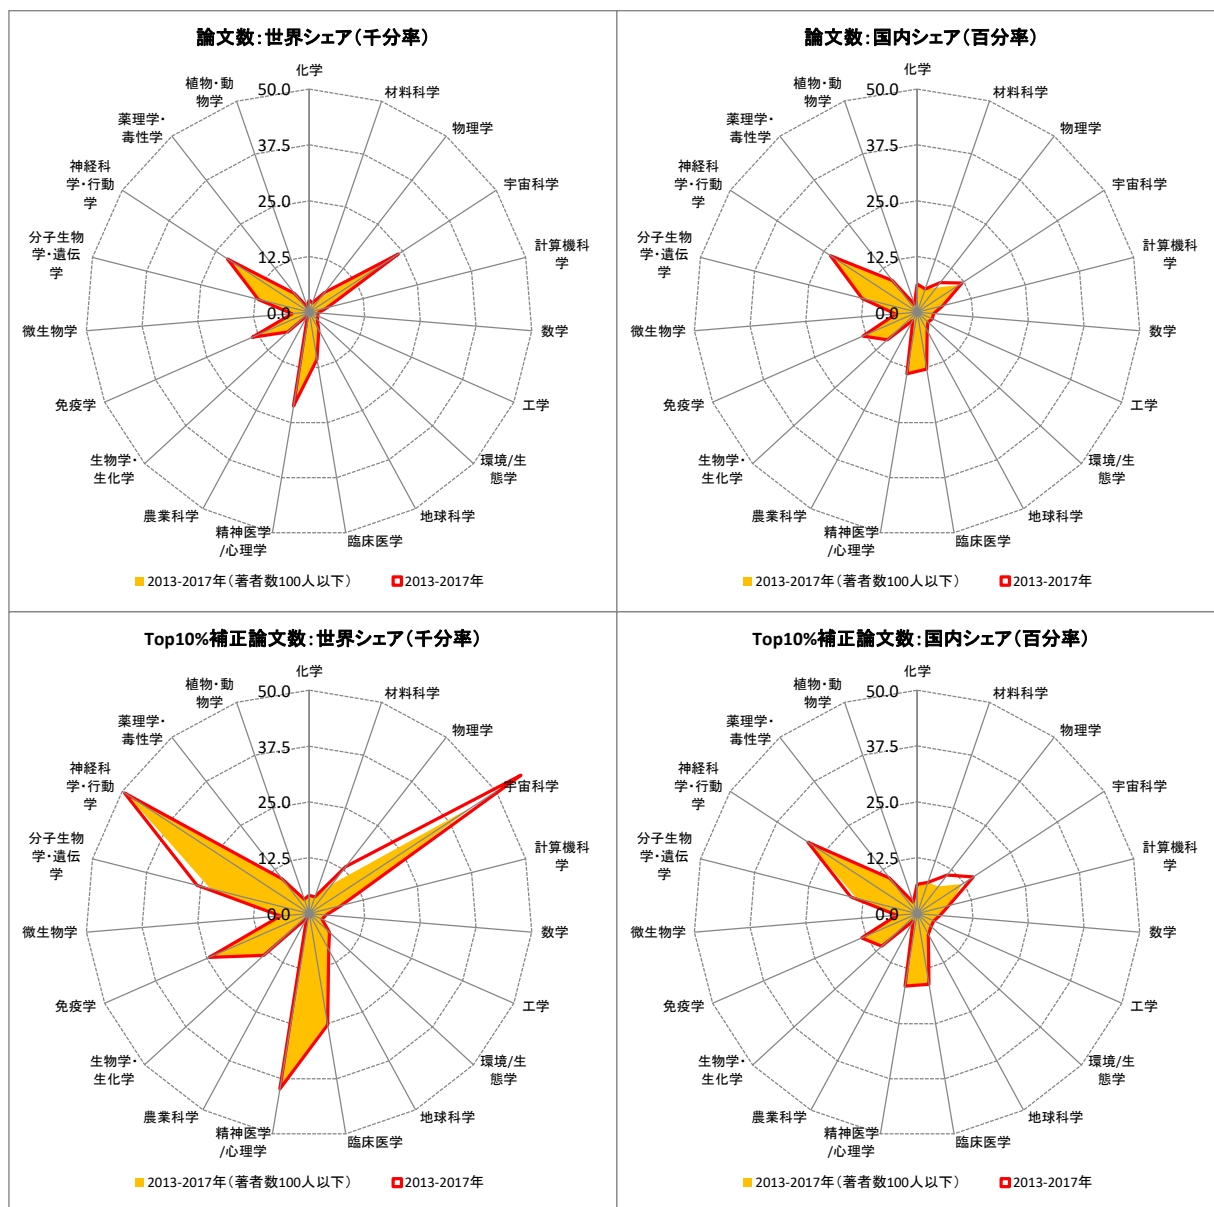 論文数：世界シェア（千分率）
化学
材料科学
物理学
宇宙科学
計算機科
学
数学
工学
環境/生
態学
地球科学
臨床医学
精神医学
/心理学
農業科学
生物学・
生化学
免疫学
微生物学
分子生物
学・遺伝
学
神経科
学・行動
学
薬理学・
毒性学
植物・動
物学
50.0
37.5
25.0
12.5
0.0
2013-2017年（著者数100人以下）
2013-2017年
論文数：国内シェア（百分率）
化学
材料科学
物理学
宇宙科学
計算機科
学
数学
工学
環境/生
態学
地球科学
臨床医学
精神医学
/心理学
農業科学
生物学・
生化学
免疫学
微生物学
分子生物
学・遺伝
学
神経科
学・行動
学
薬理学・
毒性学
植物・動
物学
50.0
37.5
25.0
12.5
0.0
2013-2017年（著者数100人以下）
2013-2017年
Top10%補正論文数：世界シェア（千分率）
化学
材料科学
物理学
宇宙科学
計算機科
学
数学
工学
環境/生
態学
地球科学
臨床医学
精神医学
/心理学
農業科学
生物学・
生化学
免疫学
微生物学
分子生物
学・遺伝
学
神経科
学・行動
学
薬理学・
毒性学
植物・動
物学
50.0
37.5
25.0
12.5
0.0
2013-2017年（著者数100人以下）
2013-2017年
Top10%補正論文数：国内シェア（百分率）
化学
材料科学
物理学
宇宙科学
計算機科
学
数学
工学
環境/生
態学
地球科学
臨床医学
精神医学
/心理学
農業科学
生物学・
生化学
免疫学
微生物学
分子生物
学・遺伝
学
神経科
学・行動
学
薬理学・
毒性学
植物・動
物学
50.0
37.5
25.0
12.5
0.0
2013-2017年（著者数100人以下）
2013-2017年